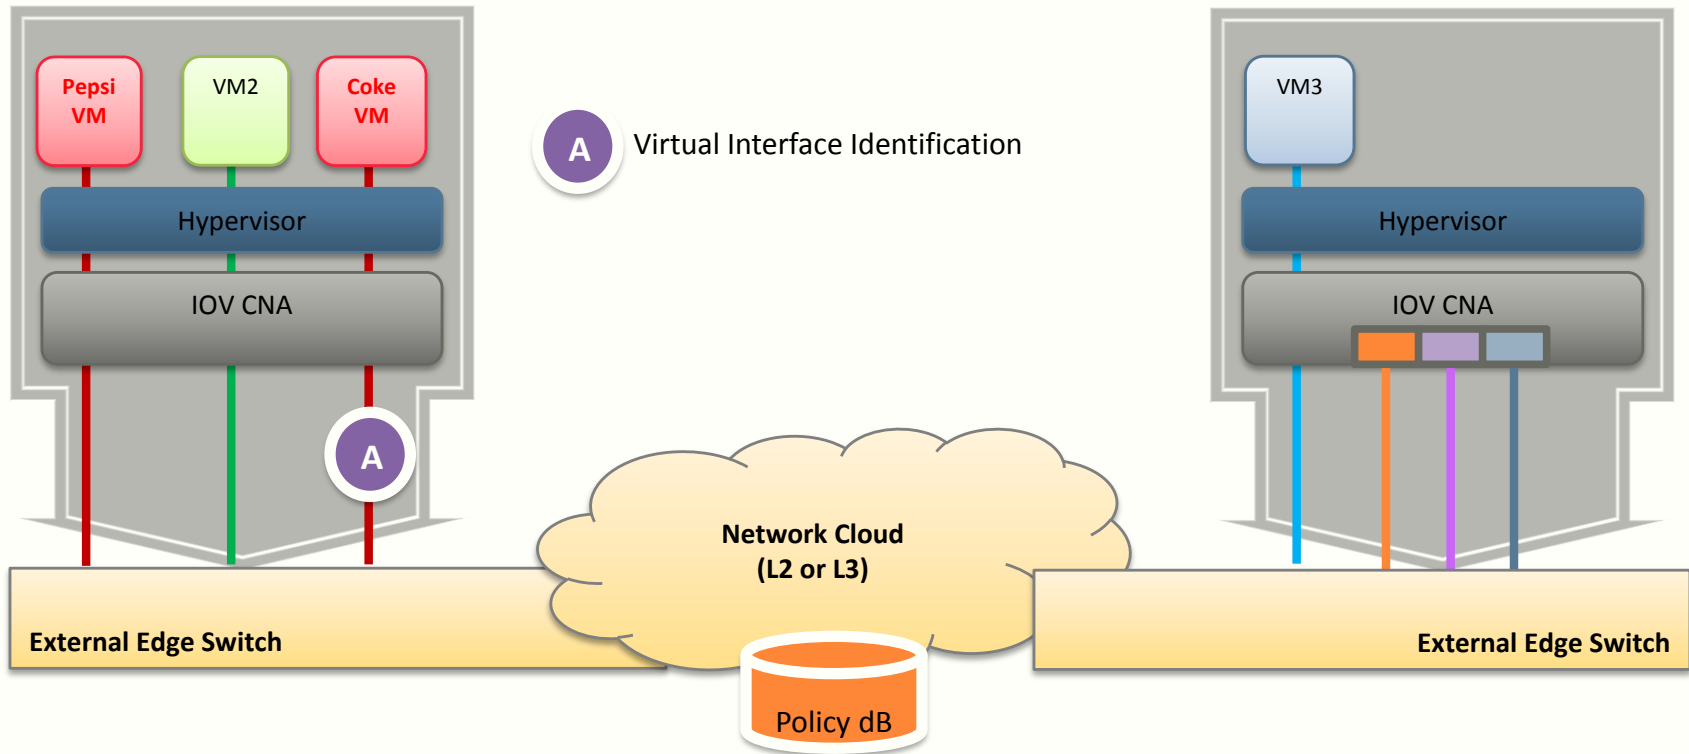 Pepsi
VM
VM2
Coke
VM
Hypervisor
IOV CNA
A
A
Virtual Interface Identification
VM3
Hypervisor
IOV CNA
Network Cloud
(L2 or L3)
External Edge Switch
External Edge Switch
Policy dB